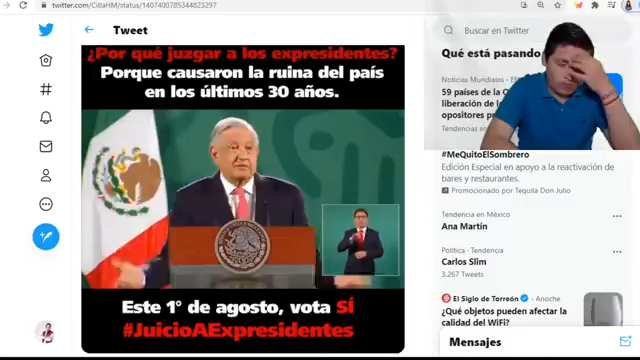 twitter.com/CitlaHM/status/1407400785344823297
Tweet
¿Por qué juzgar a los expresidentes?
Porque causaron la ruina del país
en los últimos 30 años.
Este 1° de agosto, vota SÍ
#JuicioAExpresidentes
Buscar en Twitter
Qué está pasando
Noticias Mundiales
59 países de la
liberación de
opositores
Tendencia
#MeQuitoElSombrero
Edición Especial en apoyo a la reactivación de
bares y restaurantes.
Promocionado por Tequila Don Julio
Tendencia en México
Ana Martín
Política · Tendencia
Carlos Slim
3.267 Tweets
El Siglo de Torreón · Anoche
¿Qué objetos pueden afectar la
calidad del WiFi?
Mensajes